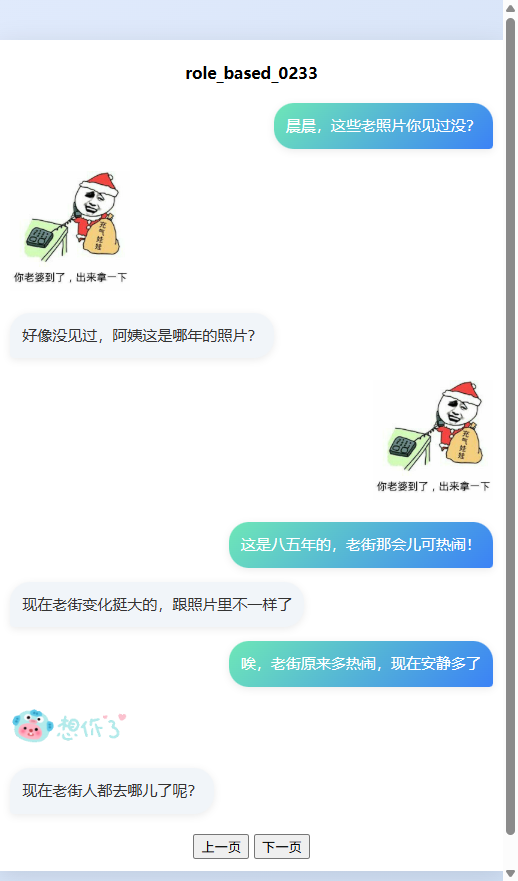 role_based_0233
晨晨，这些老照片你见过没？
充气娃娃
你老婆到了，出来拿一下
好像没见过，阿姨这是哪年的照片？
充气娃娃
你老婆到了，出来拿一下
这是八五年的，老街那会儿可热闹！
现在老街变化挺大的，跟照片里不一样了
唉，老街原来多热闹，现在安静多了
想你了
现在老街人都去哪儿了呢？
上一页 下一页